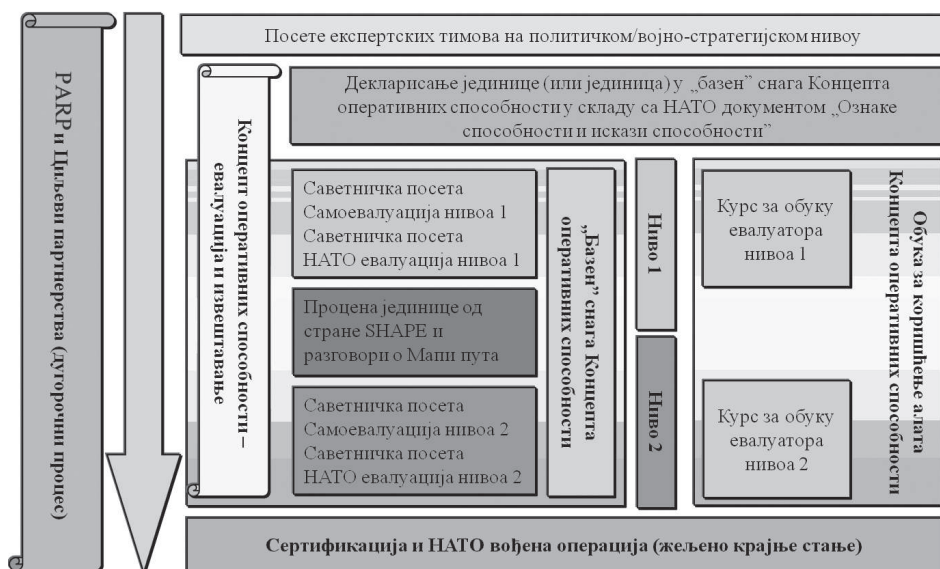 PARP и Циљеви партнерства (дугорочни процес)
Посете експертских тимова на политичком/војно-стратегијском нивоу
Декларисање јединице (или јединица) у „базен” снага Концепта
оперативних способности у складу са НАТО документом „Ознаке
способности и искази способности”
Концепт оперативних способности –
евалуација и извештавање
Саветничка посета
Самоевалуација нивоа 1
Саветничка посета
НАТО евалуација нивоа 1
Процена јединице од
стране SHAPE и
разговори о Мапи пута
Саветничка посета
Самоевалуација нивоа 2
Саветничка посета
НАТО евалуација нивоа 2
„Базен” снага Концепта
оперативних способности
Ниво 1
Ниво 2
Курс за обуку
евалуатора
нивоа 1
Курс за обуку
евалуатора
нивоа 2
Обука за коришћење алата
Концепта оперативних способности
Сертификација и НАТО вођена операција (жељено крајње стање)